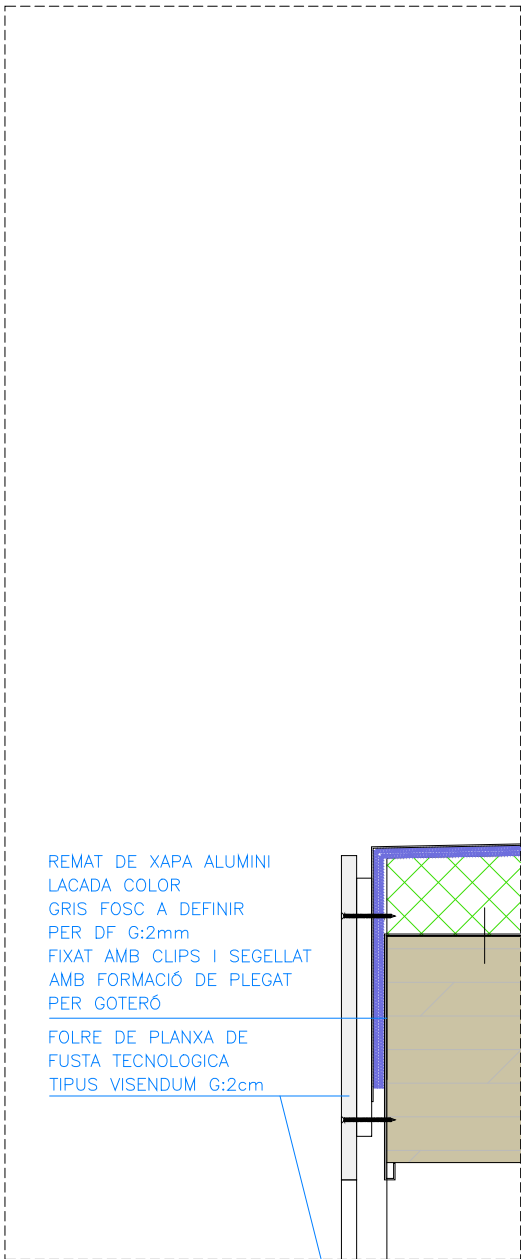 REMAT DE XAPA ALUMINI
LACADA COLOR
GRIS FOSC A DEFINIR
PER DF G:2mm
FIXAT AMB CLIPS I SEGELLAT
AMB FORMACIÓ DE PLEGAT
PER GOTERÓ
FOLRE DE PLANXA DE
FUSTA TECNOLOGICA
TIPUS VISENDUM G:2cm